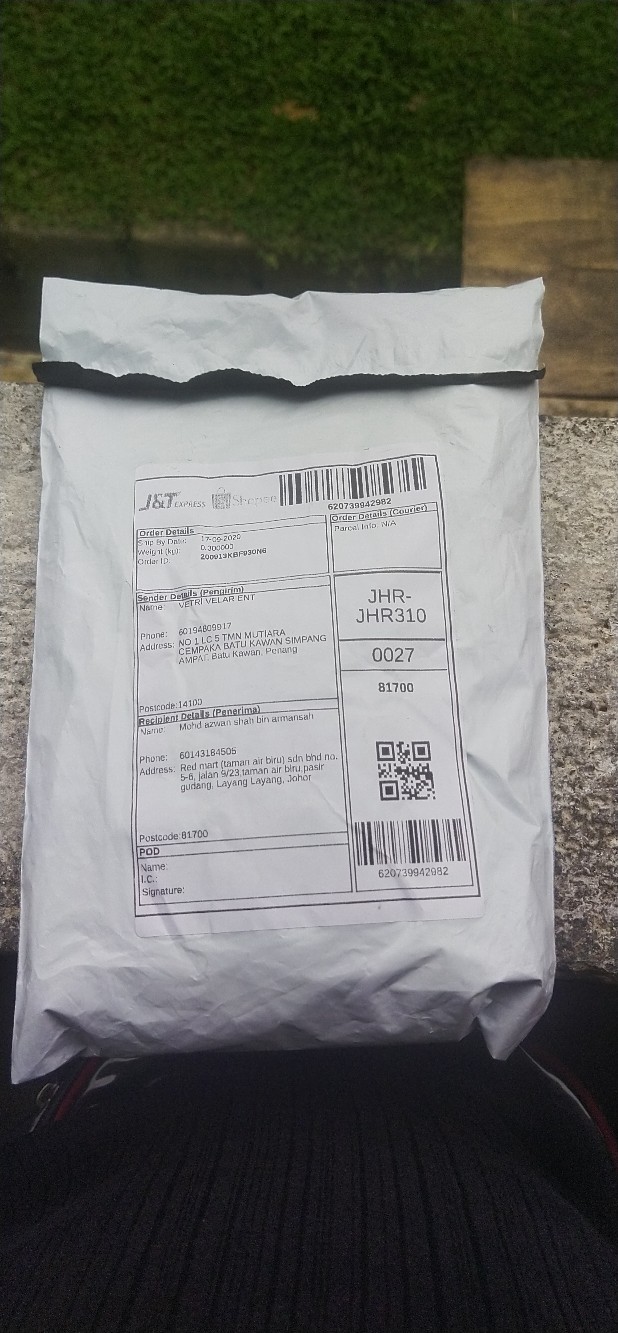 J&T EXPRESS Shopee
620739942982
Order Details
Ship By Date: 17-09-2020
Weight (kg): 0.300000
Order ID: 200913KBF930N6
Order Details (Courier)
Parcel Info: N/A
Sender Details (Pengirim)
Name: VETRI VELAR ENT
Phone: 60194809917
Address: NO 1 LC 5 TMN MUTIARA
CEMPAKA BATU KAWAN SIMPANG
AMPAT, Batu Kawan, Penang
Postcode:14100
JHR-
JHR310
0027
81700
Recipient Details (Penerima)
Name: Mohd azwan shah bin armansah
Phone: 60143184505
Address: Red mart (taman air biru) sdn bhd no.
5-6, jalan 9/23,taman air biru,pasir
gudang, Layang Layang, Johor
Postcode:81700
POD
Name:
I.C.:
Signature:
620739942982